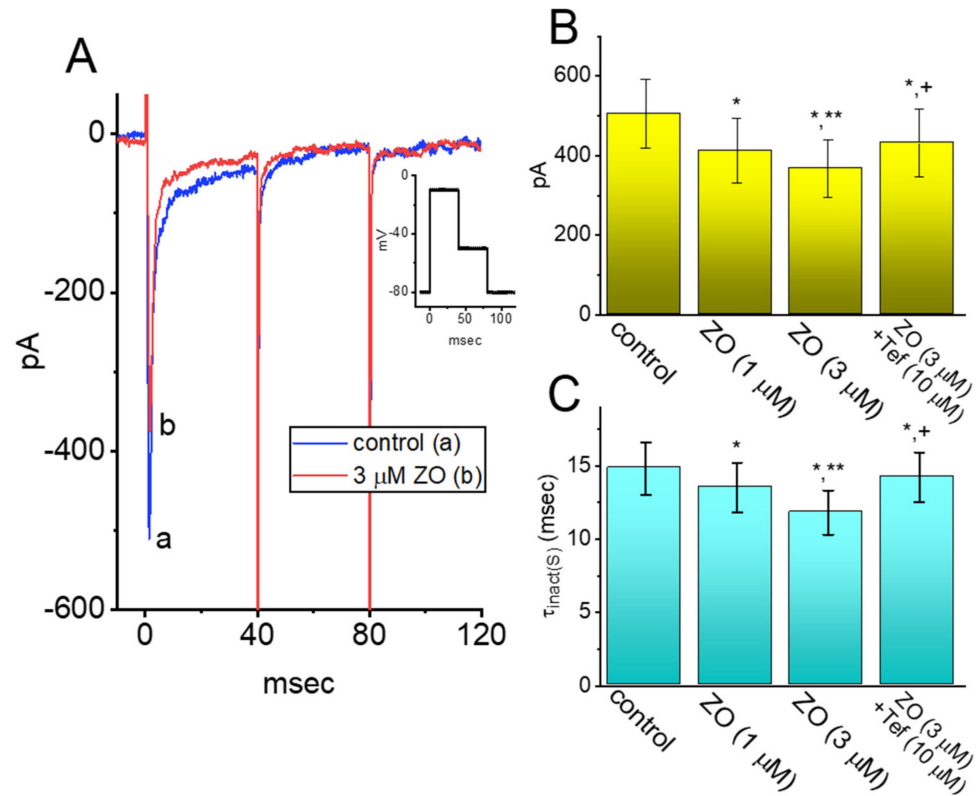 A
0
-200
-400
-600
pA
0
40
80
120
msec
a
b
control (a)
3 μM ZO (b)
0
-40
-80
mV
0
50
100
msec
B
600
400
200
0
pA
*
*,**
*,+
control
ZO (1 μM)
ZO (3 μM)
ZO (3 μM)
+Tef (10 μM)
C
15
10
5
0
τinact(S) (msec)
*
*,**
*,+
control
ZO (1 μM)
ZO (3 μM)
ZO (3 μM)
+Tef (10 μM)